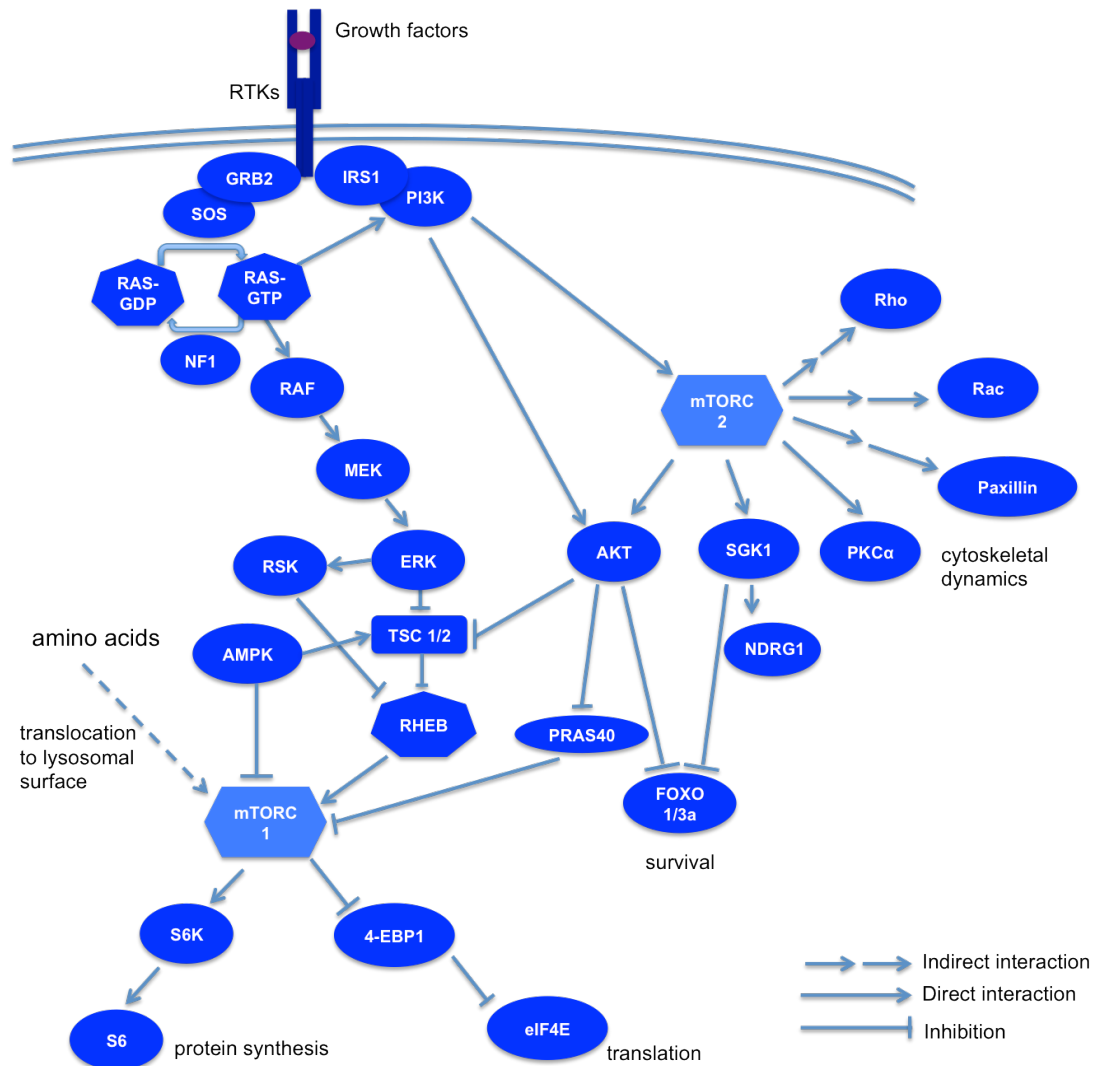 Growth factors
RTKs
GRB2
IRS1
PI3K
SOS
RAS-
GDP
RAS-
GTP
NF1
RAF
Rho
mTORC
2
Rac
MEK
Paxillin
RSK
ERK
AKT
SGK1
PKCα
cytoskeletal
dynamics
amino acids
AMPK
TSC 1/2
NDRG1
translocation
to lysosomal
surface
RHEB
PRAS40
mTORC
1
FOXO
1/3a
survival
S6K
4-EBP1
S6
protein synthesis
eIF4E
translation
Indirect interaction
Direct interaction
Inhibition